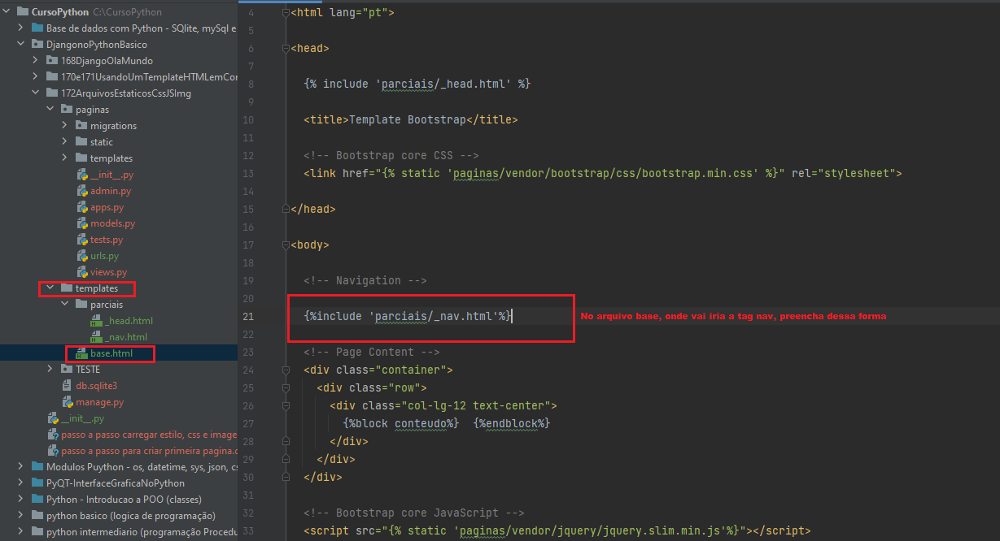 CursoPython C:\CursoPython
Base de dados com Python - SQlite, mySql e
DjangonoPythonBasico
168DjangoOlaMundo
170e171UsandoUmTemplateHTMLemCor
172ArquivosEstaticosCssJSImg
paginas
migrations
static
templates
__init__.py
admin.py
apps.py
models.py
tests.py
urls.py
views.py
templates
parciais
_head.html
_nav.html
base.html
TESTE
db.sqlite3
manage.py
__init__.py
passo a passo carregar estilo, css e image
passo a passo para criar primeira pagina.c
Modulos Puython - os, datetime, sys, json, cs
PyQT-InterfaceGraficaNoPython
Python - Introducao a POO (classes)
python basico (logica de programação)
python intermediario (programação Procedu
4 <html lang="pt">
5
6 <head>
7
8 {% include 'parciais/_head.html' %}
9
10 <title>Template Bootstrap</title>
11
12 <!-- Bootstrap core CSS -->
13 <link href="{% static 'paginas/vendor/bootstrap/css/bootstrap.min.css' %}" rel="stylesheet">
14
15 </head>
16
17 <body>
18
19 <!-- Navigation -->
20
21 {%include 'parciais/_nav.html'%} No arquivo base, onde vai iria a tag nav, preencha dessa forma
22
23 <!-- Page Content -->
24 <div class="container">
25 <div class="row">
26 <div class="col-lg-12 text-center">
27 {%block conteudo%} {%endblock%}
28 </div>
29 </div>
30 </div>
31
32 <!-- Bootstrap core JavaScript -->
33 <script src="{% static 'paginas/vendor/jquery/jquery.slim.min.js'%}"></script>